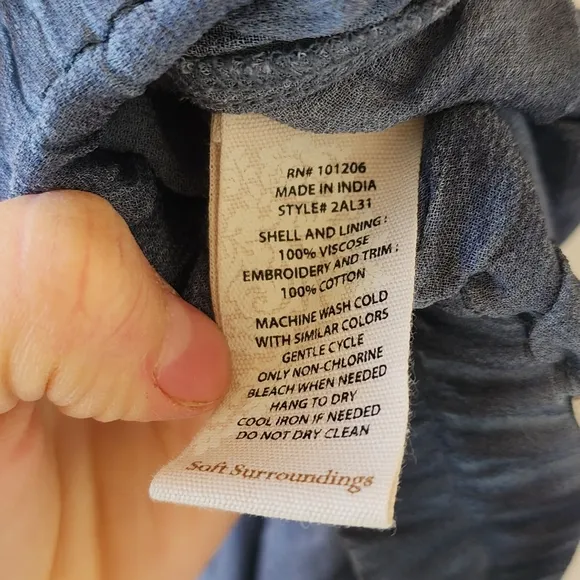 RN# 101206
MADE IN INDIA
STYLE# 2AL31
SHELL AND LINING :
100% VISCOSE
EMBROIDERY AND TRIM :
100% COTTON
MACHINE WASH COLD
WITH SIMILAR COLORS
GENTLE CYCLE
ONLY NON-CHLORINE
BLEACH WHEN NEEDED
HANG TO DRY
COOL IRON IF NEEDED
DO NOT DRY CLEAN
Soft Surroundings